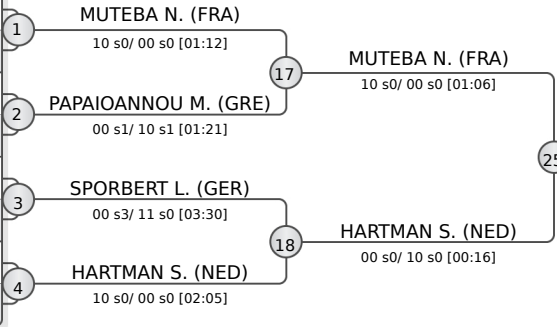 MUTEBA N. (FRA)
1
10 s0/ 00 s0 [01:12]
17
MUTEBA N. (FRA)
10 s0/ 00 s0 [01:06]
PAPAIOANNOU M. (GRE)
2
00 s1/ 10 s1 [01:21]
25
SPORBERT L. (GER)
3
00 s3/ 11 s0 [03:30]
18
HARTMAN S. (NED)
00 s0/ 10 s0 [00:16]
HARTMAN S. (NED)
4
10 s0/ 00 s0 [02:05]